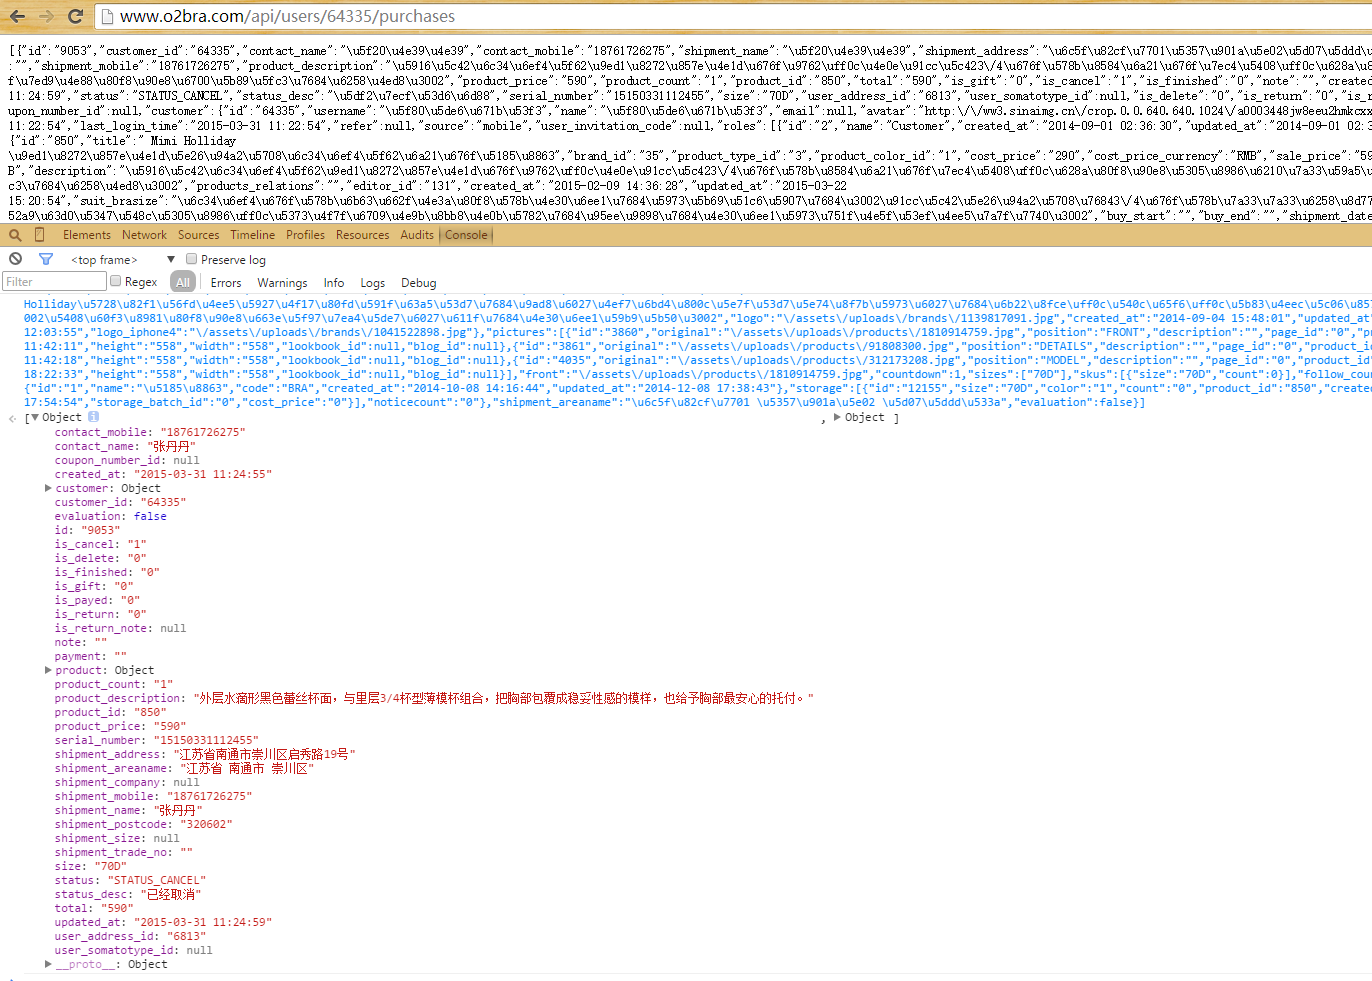 www.o2bra.com/api/users/64335/purchases
[{"id":"9053","customer_id":"64335","contact_name":"\u5f20\u4e39\u4e39","contact_mobile":"18761726275","shipment_name":"\u5f20\u4e39\u4e39","shipment_address":"\u6c5f\u82cf\u7701\u5357\u901a\u5e02\u5d07\u5ddd\u
:"","shipment_mobile":"18761726275","product_description":"\u5916\u5c42\u6c34\u6ef4\u5f62\u9ed1\u8272\u857e\u4e1d\u676f\u9762\uff0c\u4e0e\u91cc\u5c423\/4\u676f\u578b\u8584\u6a21\u676f\u7ec4\u5408\uff0c\u628a\u8
f\u7ed9\u4e88\u80f8\u90e8\u6700\u5b89\u5fc3\u7684\u6258\u4ed8\u3002","product_price":"590","product_count":"1","product_id":"850","total":"590","is_gift":"0","is_cancel":"1","is_finished":"0","note":"","create
11:24:59","status":"STATUS_CANCEL","status_desc":"\u5df2\u7ecf\u53d6\u6d88","serial_number":"15150331112455","size":"70D","user_address_id":"6813","user_somatotype_id":null,"is_delete":"0","is_return":"0","is_r
upon_number_id":null,"customer":{"id":"64335","username":"\u5f80\u5de6\u671b\u53f3","name":"\u5f80\u5de6\u671b\u53f3","email":null,"avatar":"http:\/\/ww3.sinaimg.cn\/crop.0.0.640.640.1024\/a0003448jw8eeu2hmkcxx
11:22:54","last_login_time":"2015-03-31 11:22:54","refer":null,"source":"mobile","user_invitation_code":null,"roles":[{"id":"2","name":"Customer","created_at":"2014-09-01 02:36:30","updated_at":"2014-09-01 02:3
{"id":"850","title":" Mimi Holliday
\u9ed1\u8272\u857e\u4e1d\u5e26\u94a2\u5708\u6c34\u6ef4\u5f62\u6a21\u676f\u5185\u8863","brand_id":"35","product_type_id":"3","product_color_id":"1","cost_price":"290","cost_price_currency":"RMB","sale_price":"59
B","description":"\u5916\u5c42\u6c34\u6ef4\u5f62\u9ed1\u8272\u857e\u4e1d\u676f\u9762\uff0c\u4e0e\u91cc\u5c423\/4\u676f\u578b\u8584\u6a21\u676f\u7ec4\u5408\uff0c\u628a\u80f8\u90e8\u5305\u8986\u6210\u7a33\u59a5\
c3\u7684\u6258\u4ed8\u3002","products_relations":"","editor_id":"131","created_at":"2015-02-09 14:36:28","updated_at":"2015-03-22
15:20:54","suit_brasize":"\u6c34\u6ef4\u676f\u578b\u6b63\u662f\u4e3a\u80f8\u578b\u4e30\u6ee1\u7684\u5973\u5b69\u51c6\u5907\u7684\u3002\u91cc\u5c42\u5e26\u94a2\u5708\u76843\/4\u676f\u578b\u7a33\u7a33\u6258\u8d77
52a9\u63d0\u5347\u548c\u5305\u8986\uff0c\u5373\u4f7f\u6709\u4e9b\u8bb8\u4e0b\u5782\u7684\u95ee\u9898\u7684\u4e30\u6ee1\u5973\u751f\u4e5f\u53ef\u4ee5\u7a7f\u7740\u3002","buy_start":"","buy_end":"","shipment_date
Elements Network Sources Timeline Profiles Resources Audits Console
<top frame> Preserve log
Filter Regex All Errors Warnings Info Logs Debug
Holliday\u5728\u82f1\u56fd\u4ee5\u5927\u4f17\u80fd\u591f\u63a5\u53d7\u7684\u9ad8\u6027\u4ef7\u6bd4\u800c\u5e7f\u53d7\u5e74\u8f7b\u5973\u6027\u7684\u6b22\u8fce\uff0c\u540c\u65f6\uff0c\u5b83\u4eec\u5c06\u857
002\u5408\u60f3\u8981\u80f8\u90e8\u663e\u5f97\u7ea4\u5de7\u6027\u611f\u7684\u4e30\u6ee1\u59b9\u5b50\u3002","logo":"\/assets\/uploads\/brands\/1139817091.jpg","created_at":"2014-09-04 15:48:01","updated_at
12:03:55","logo_iphone4":"\/assets\/uploads\/brands\/1041522898.jpg"},"pictures":[{"id":"3860","original":"\/assets\/uploads\/products\/1810914759.jpg","position":"FRONT","description":"","page_id":"0","p
11:42:11","height":"558","width":"558","lookbook_id":null,"blog_id":null},{"id":"3861","original":"\/assets\/uploads\/products\/91808300.jpg","position":"DETAILS","description":"","page_id":"0","product_i
11:42:18","height":"558","width":"558","lookbook_id":null,"blog_id":null},{"id":"4035","original":"\/assets\/uploads\/products\/312173208.jpg","position":"MODEL","description":"","page_id":"0","product_id
18:22:33","height":"558","width":"558","lookbook_id":null,"blog_id":null}],"front":"\/assets\/uploads\/products\/1810914759.jpg","countdown":1,"sizes":["70D"],"skus":[{"size":"70D","count":0}],"follow_cou
{"id":"1","name":"\u5185\u8863","code":"BRA","created_at":"2014-10-08 14:16:44","updated_at":"2014-12-08 17:38:43"},"storage":[{"id":"12155","size":"70D","color":"1","count":"0","product_id":"850","create
17:54:54","storage_batch_id":"0","cost_price":"0"}],"noticecount":"0"},"shipment_areaname":"\u6c5f\u82cf\u7701 \u5357\u901a\u5e02 \u5d07\u5ddd\u533a","evaluation":false}]
[▼Object , ▶Object ]
contact_mobile: "18761726275"
contact_name: "张丹丹"
coupon_number_id: null
created_at: "2015-03-31 11:24:55"
▶customer: Object
customer_id: "64335"
evaluation: false
id: "9053"
is_cancel: "1"
is_delete: "0"
is_finished: "0"
is_gift: "0"
is_payed: "0"
is_return: "0"
is_return_note: null
note: ""
payment: ""
▶product: Object
product_count: "1"
product_description: "外层水滴形黑色蕾丝杯面，与里层3/4杯型薄模杯组合，把胸部包覆成稳妥性感的模样，也给予胸部最安心的托付。"
product_id: "850"
product_price: "590"
serial_number: "15150331112455"
shipment_address: "江苏省南通市崇川区启秀路19号"
shipment_areaname: "江苏省 南通市 崇川区"
shipment_company: null
shipment_mobile: "18761726275"
shipment_name: "张丹丹"
shipment_postcode: "320602"
shipment_size: null
shipment_trade_no: ""
size: "70D"
status: "STATUS_CANCEL"
status_desc: "已经取消"
total: "590"
updated_at: "2015-03-31 11:24:59"
user_address_id: "6813"
user_somatotype_id: null
▶__proto__: Object